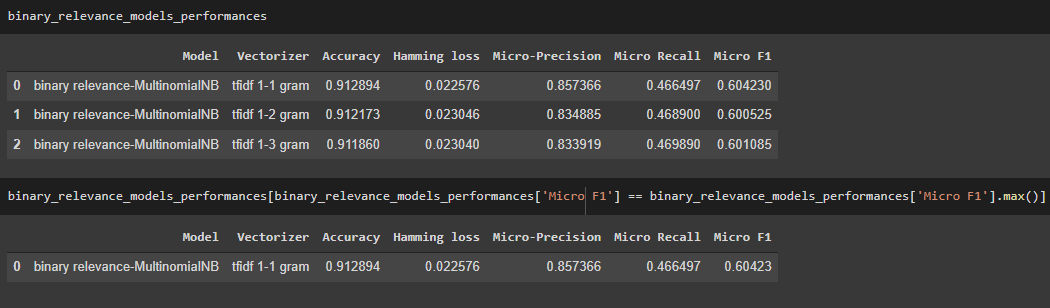 binary_relevance_models_performances
Model Vectorizer Accuracy Hamming loss Micro-Precision Micro Recall Micro F1
0 binary relevance-MultinomialNB tfidf 1-1 gram 0.912894 0.022576 0.857366 0.466497 0.604230
1 binary relevance-MultinomialNB tfidf 1-2 gram 0.912173 0.023046 0.834885 0.468900 0.600525
2 binary relevance-MultinomialNB tfidf 1-3 gram 0.911860 0.023040 0.833919 0.469890 0.601085
binary_relevance_models_performances[binary_relevance_models_performances['Micro F1'] == binary_relevance_models_performances['Micro F1'].max()]
Model Vectorizer Accuracy Hamming loss Micro-Precision Micro Recall Micro F1
0 binary relevance-MultinomialNB tfidf 1-1 gram 0.912894 0.022576 0.857366 0.466497 0.60423